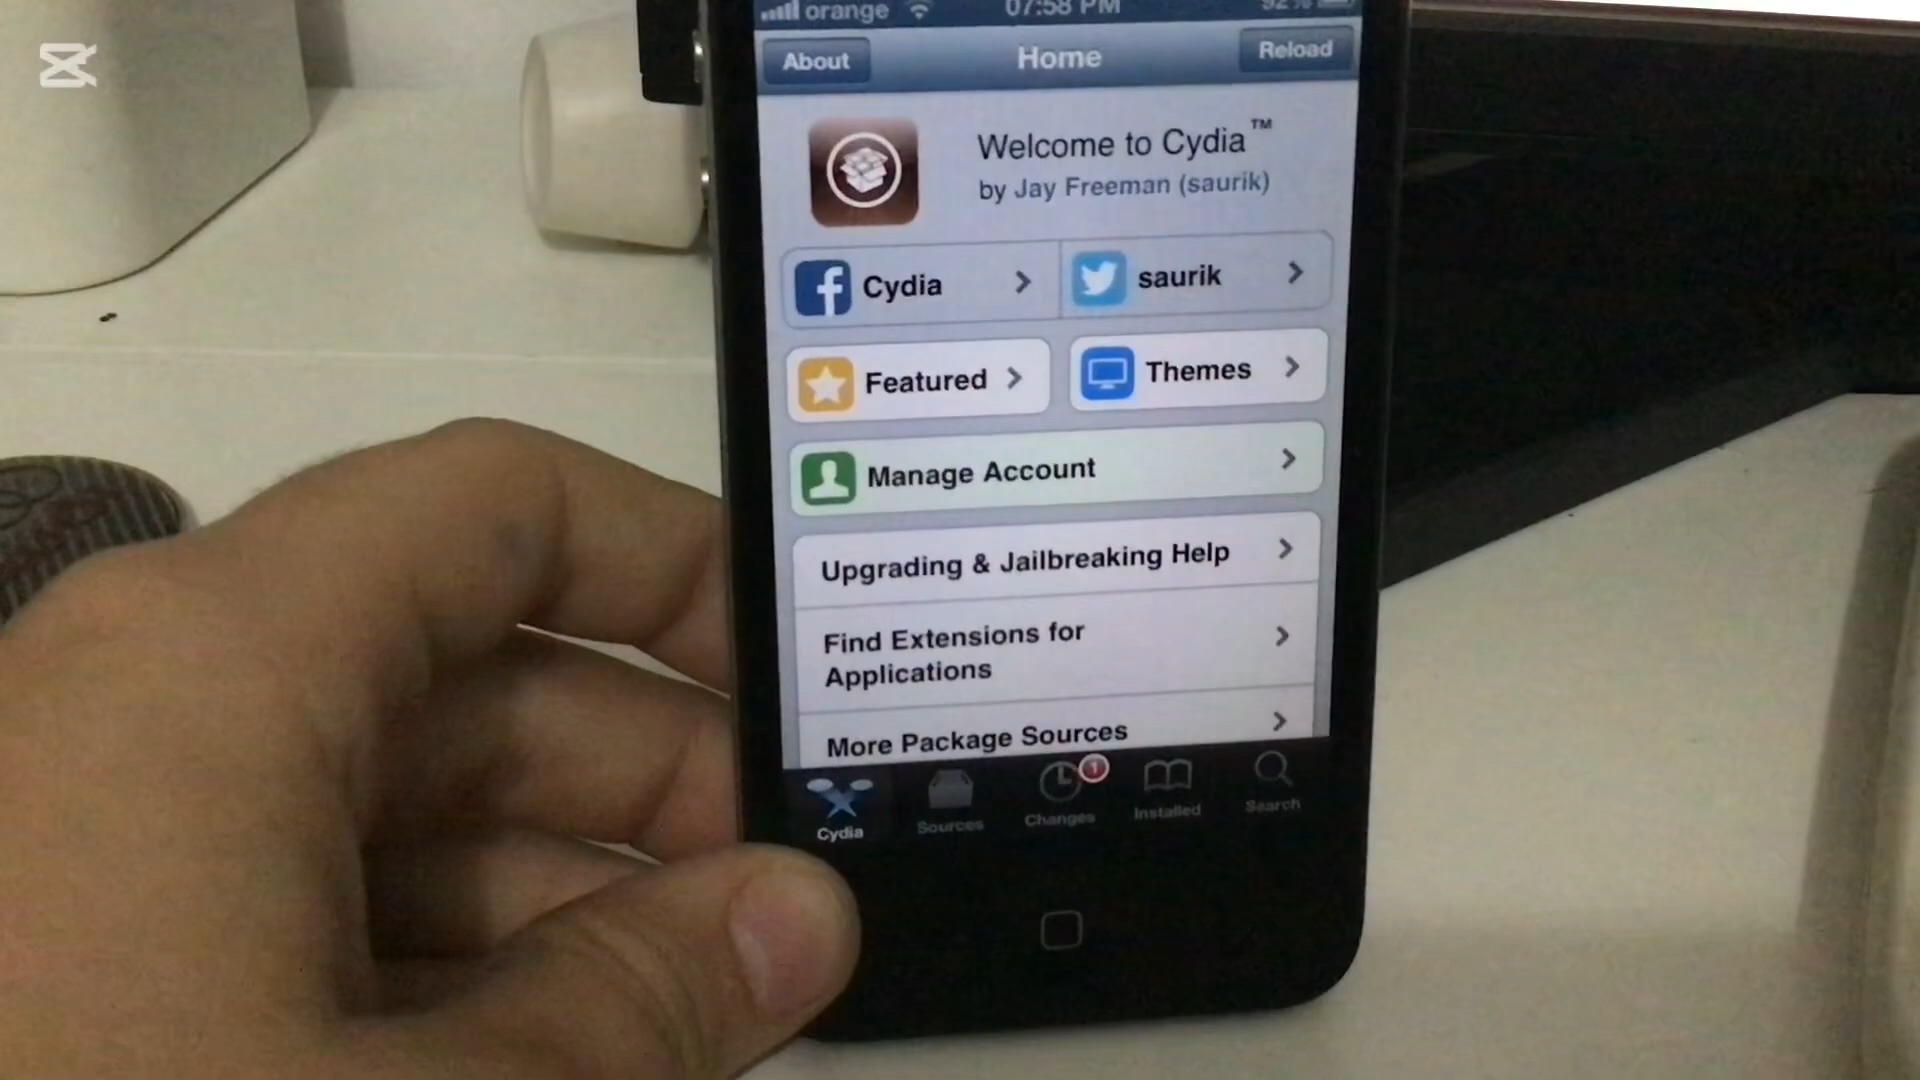 orange 07:58 PM 92%
About Home Reload
Welcome to Cydia™
by Jay Freeman (saurik)
Cydia saurik
Featured Themes
Manage Account
Upgrading & Jailbreaking Help
Find Extensions for
Applications
More Package Sources
1
Cydia Sources Changes Installed Search